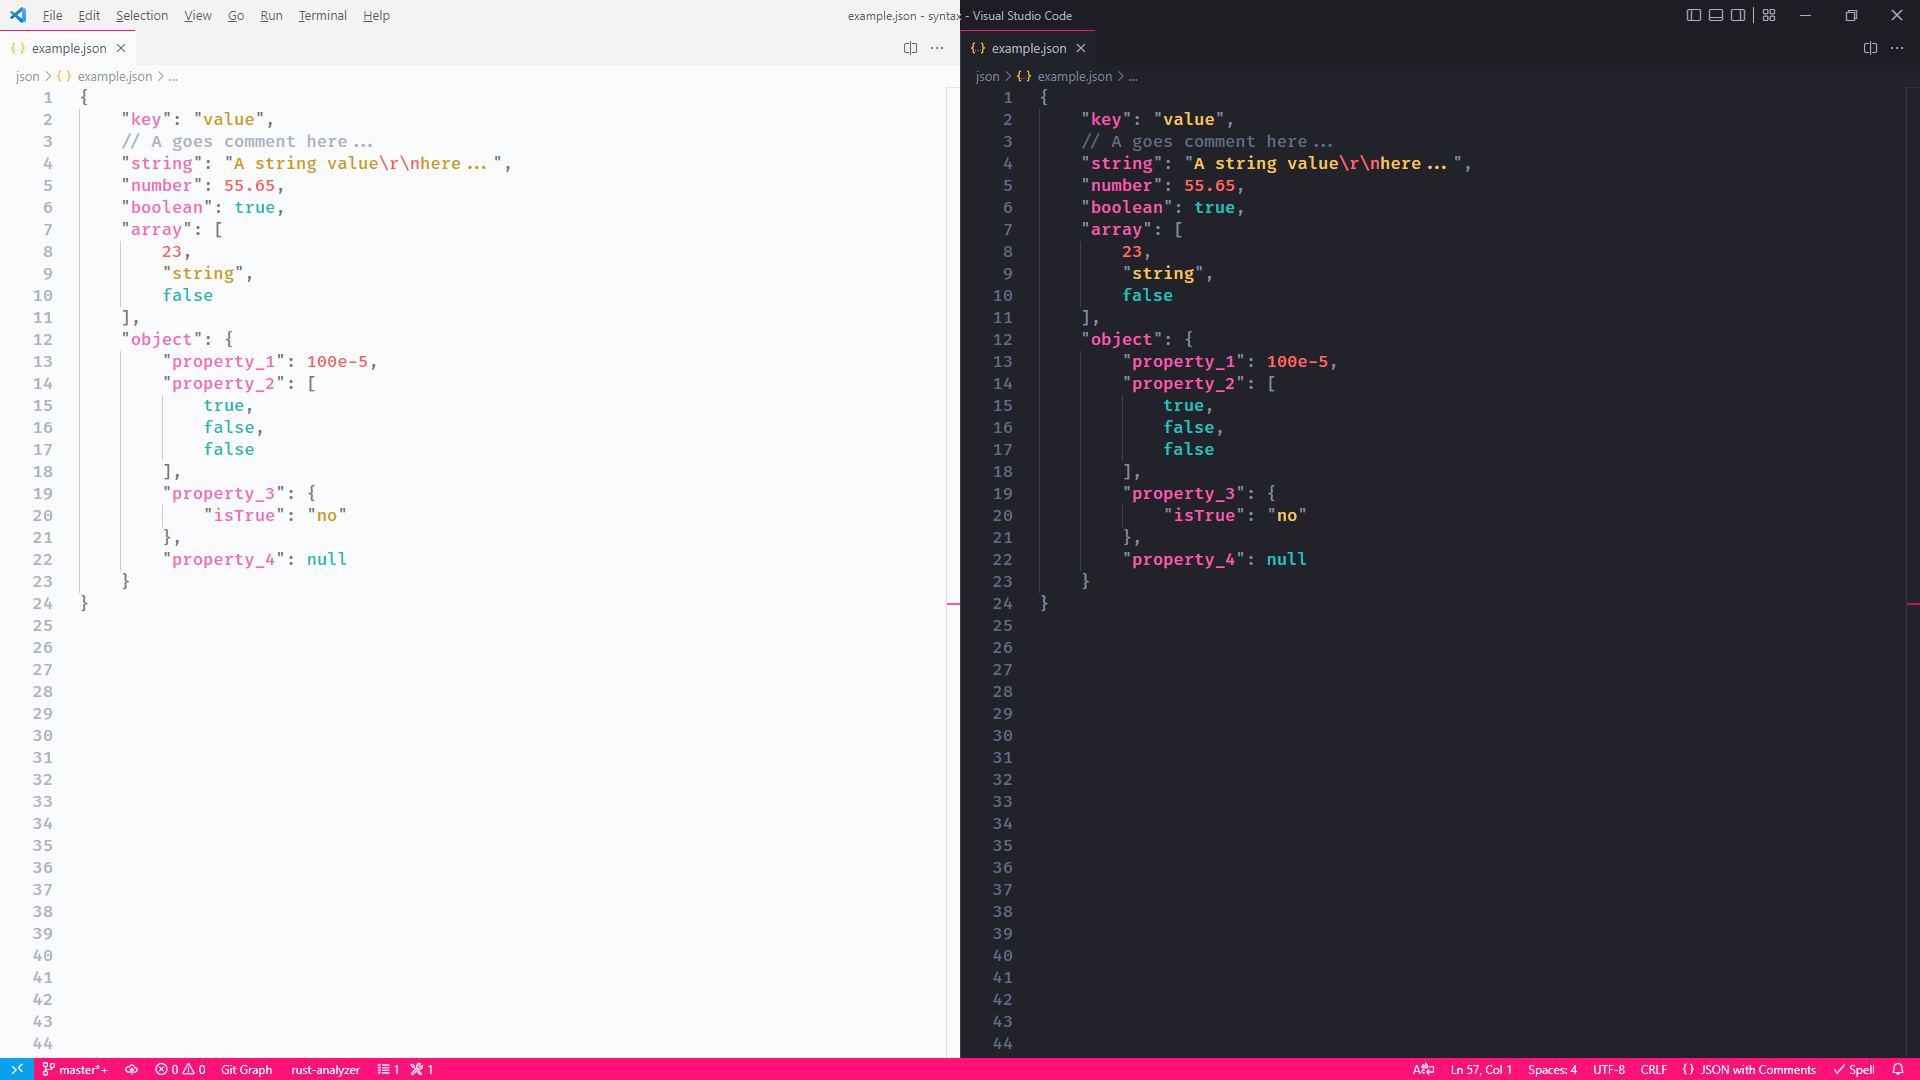 File Edit Selection View Go Run Terminal Help example.json - syntax - Visual Studio Code
{..} example.json
json > {..} example.json > ...
1 {
2 "key": "value",
3 // A goes comment here...
4 "string": "A string value\r\nhere...",
5 "number": 55.65,
6 "boolean": true,
7 "array": [
8 23,
9 "string",
10 false
11 ],
12 "object": {
13 "property_1": 100e-5,
14 "property_2": [
15 true,
16 false,
17 false
18 ],
19 "property_3": {
20 "isTrue": "no"
21 },
22 "property_4": null
23 }
24 }
25
26
27
28
29
30
31
32
33
34
35
36
37
38
39
40
41
42
43
44
{..} example.json
json > {..} example.json > ...
1 {
2 "key": "value",
3 // A goes comment here...
4 "string": "A string value\r\nhere...",
5 "number": 55.65,
6 "boolean": true,
7 "array": [
8 23,
9 "string",
10 false
11 ],
12 "object": {
13 "property_1": 100e-5,
14 "property_2": [
15 true,
16 false,
17 false
18 ],
19 "property_3": {
20 "isTrue": "no"
21 },
22 "property_4": null
23 }
24 }
25
26
27
28
29
30
31
32
33
34
35
36
37
38
39
40
41
42
43
44
master*+ 0 0 Git Graph rust-analyzer 1 1 Ln 57, Col 1 Spaces: 4 UTF-8 CRLF {} JSON with Comments Spell